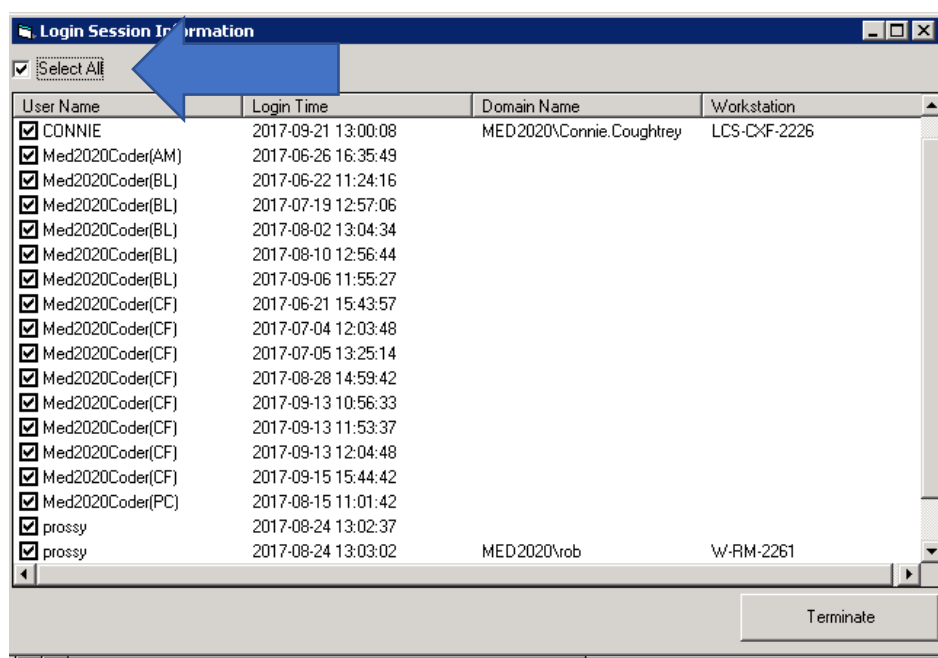 Login Session Information
Select All
User Name Login Time Domain Name Workstation
CONNIE 2017-09-21 13:00:08 MED2020\Connie.Coughtrey LCS-CXF-2226
Med2020Coder(AM) 2017-06-26 16:35:49
Med2020Coder(BL) 2017-06-22 11:24:16
Med2020Coder(BL) 2017-07-19 12:57:06
Med2020Coder(BL) 2017-08-02 13:04:34
Med2020Coder(BL) 2017-08-10 12:56:44
Med2020Coder(BL) 2017-09-06 11:55:27
Med2020Coder(CF) 2017-06-21 15:43:57
Med2020Coder(CF) 2017-07-04 12:03:48
Med2020Coder(CF) 2017-07-05 13:25:14
Med2020Coder(CF) 2017-08-28 14:59:42
Med2020Coder(CF) 2017-09-13 10:56:33
Med2020Coder(CF) 2017-09-13 11:53:37
Med2020Coder(CF) 2017-09-13 12:04:48
Med2020Coder(CF) 2017-09-15 15:44:42
Med2020Coder(PC) 2017-08-15 11:01:42
prossy 2017-08-24 13:02:37
prossy 2017-08-24 13:03:02 MED2020\rob W-RM-2261
Terminate